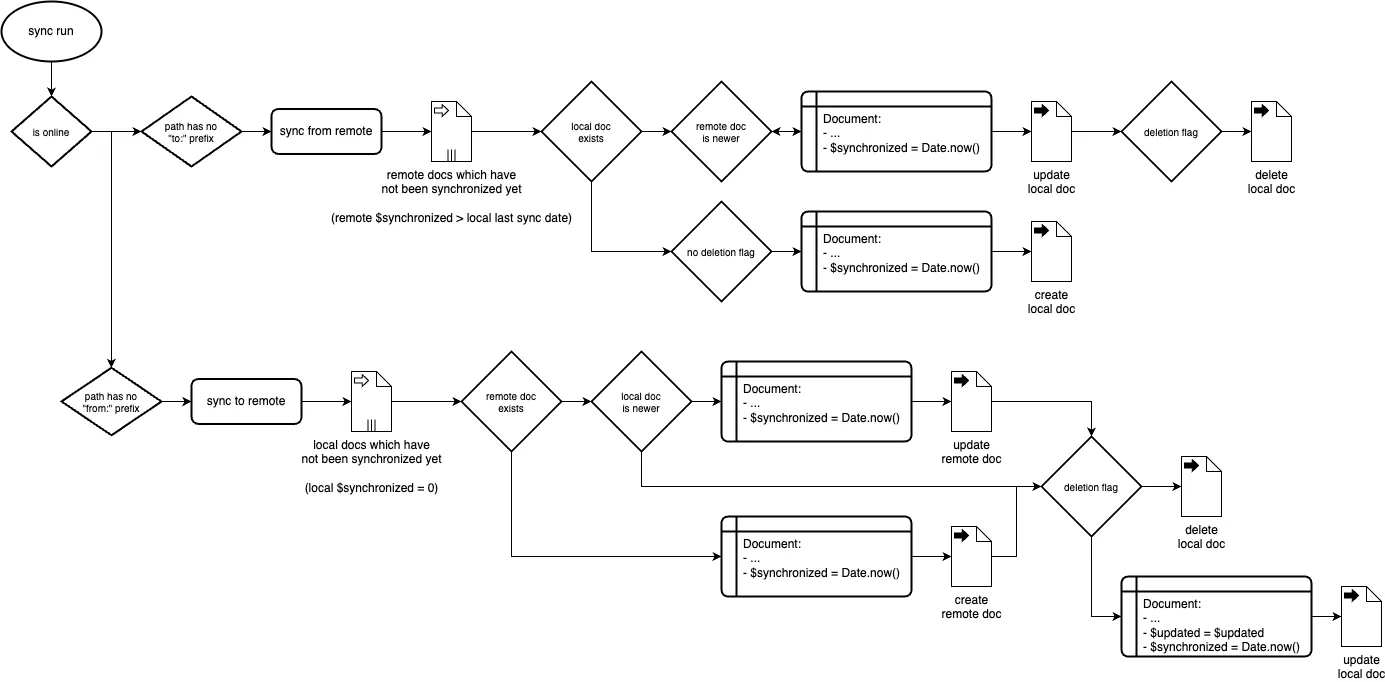 sync run
is online
path has no
"to:" prefix
sync from remote
remote docs which have
not been synchronized yet
(remote $synchronized > local last sync date)
local doc
exists
remote doc
is newer
Document:
- ...
- $synchronized = Date.now()
update
local doc
deletion flag
delete
local doc
no deletion flag
Document:
- ...
- $synchronized = Date.now()
create
local doc
path has no
"from:" prefix
sync to remote
local docs which have
not been synchronized yet
(local $synchronized = 0)
remote doc
exists
local doc
is newer
Document:
- ...
- $synchronized = Date.now()
update
remote doc
deletion flag
delete
local doc
Document:
- ...
- $synchronized = Date.now()
create
remote doc
Document:
- ...
- $updated = $updated
- $synchronized = Date.now()
update
local doc